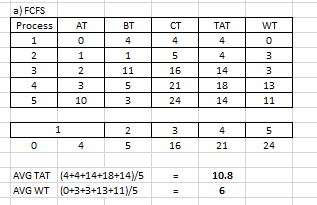 a) FCFS AT BT CT TAT WT
Process
1 0 4 4 4 0
2 1 1 5 4 3
3 2 11 16 14 3
4 3 5 21 18 13
5 10 3 24 14 11
1 2 3 4 5
0 4 5 16 21 24
AVG TAT (4+4+14+18+14)/5 = 10.8
AVG WT (0+3+3+13+11)/5 = 6